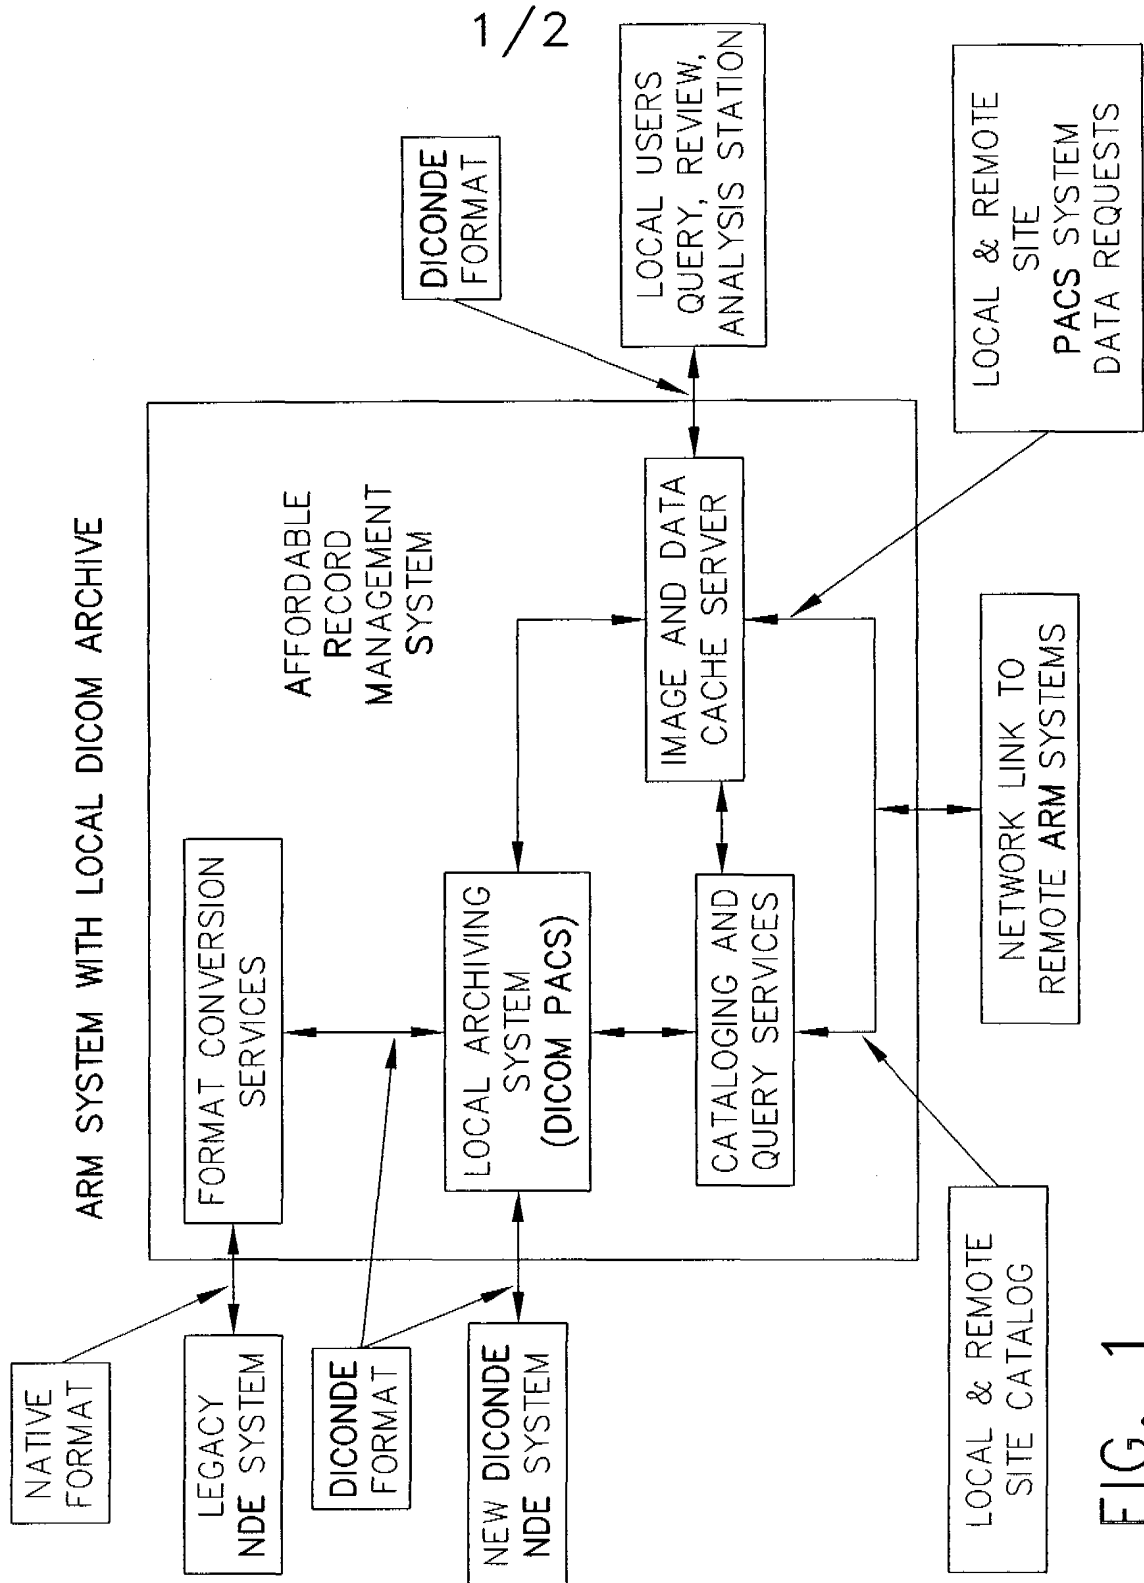 1/2
ARM SYSTEM WITH LOCAL DICOM ARCHIVE
NATIVE
FORMAT
LEGACY
NDE SYSTEM
DICONDE
FORMAT
NEW DICONDE
NDE SYSTEM
FORMAT CONVERSION
SERVICES
AFFORDABLE
RECORD
MANAGEMENT
SYSTEM
LOCAL ARCHIVING
SYSTEM
(DICOM PACS)
CATALOGING AND
QUERY SERVICES
IMAGE AND DATA
CACHE SERVER
DICONDE
FORMAT
LOCAL USERS
QUERY, REVIEW,
ANALYSIS STATION
LOCAL & REMOTE
SITE
PACS SYSTEM
DATA REQUESTS
NETWORK LINK TO
REMOTE ARM SYSTEMS
LOCAL & REMOTE
SITE CATALOG
FIG. 1